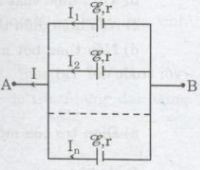 I₁ ℰ,r
I₂ ℰ,r
A I B
Iₙ ℰ,r